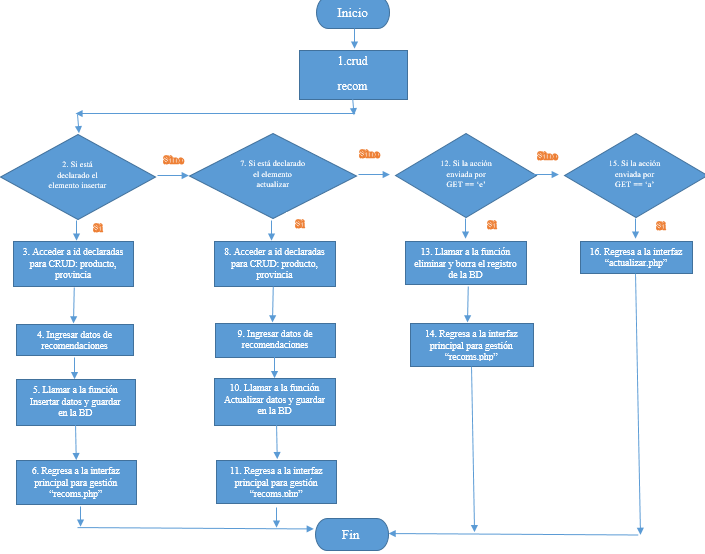 Inicio
1.crud
recom
2. Si está
declarado el
elemento insertar
Sino
7. Si está declarado
el elemento
actualizar
Sino
12. Si la acción
enviada por
GET == ‘e’
Sino
15. Si la acción
enviada por
GET == ‘a’
Si
Si
Si
Si
3. Acceder a id declaradas
para CRUD: producto,
provincia
8. Acceder a id declaradas
para CRUD: producto,
provincia
13. Llamar a la función
eliminar y borra el registro
de la BD
16. Regresa a la interfaz
“actualizar.php”
4. Ingresar datos de
recomendaciones
9. Ingresar datos de
recomendaciones
14. Regresa a la interfaz
principal para gestión
“recoms.php”
5. Llamar a la función
Insertar datos y guardar
en la BD
10. Llamar a la función
Actualizar datos y guardar
en la BD
6. Regresa a la interfaz
principal para gestión
“recoms.php”
11. Regresa a la interfaz
principal para gestión
“recoms.php”
Fin